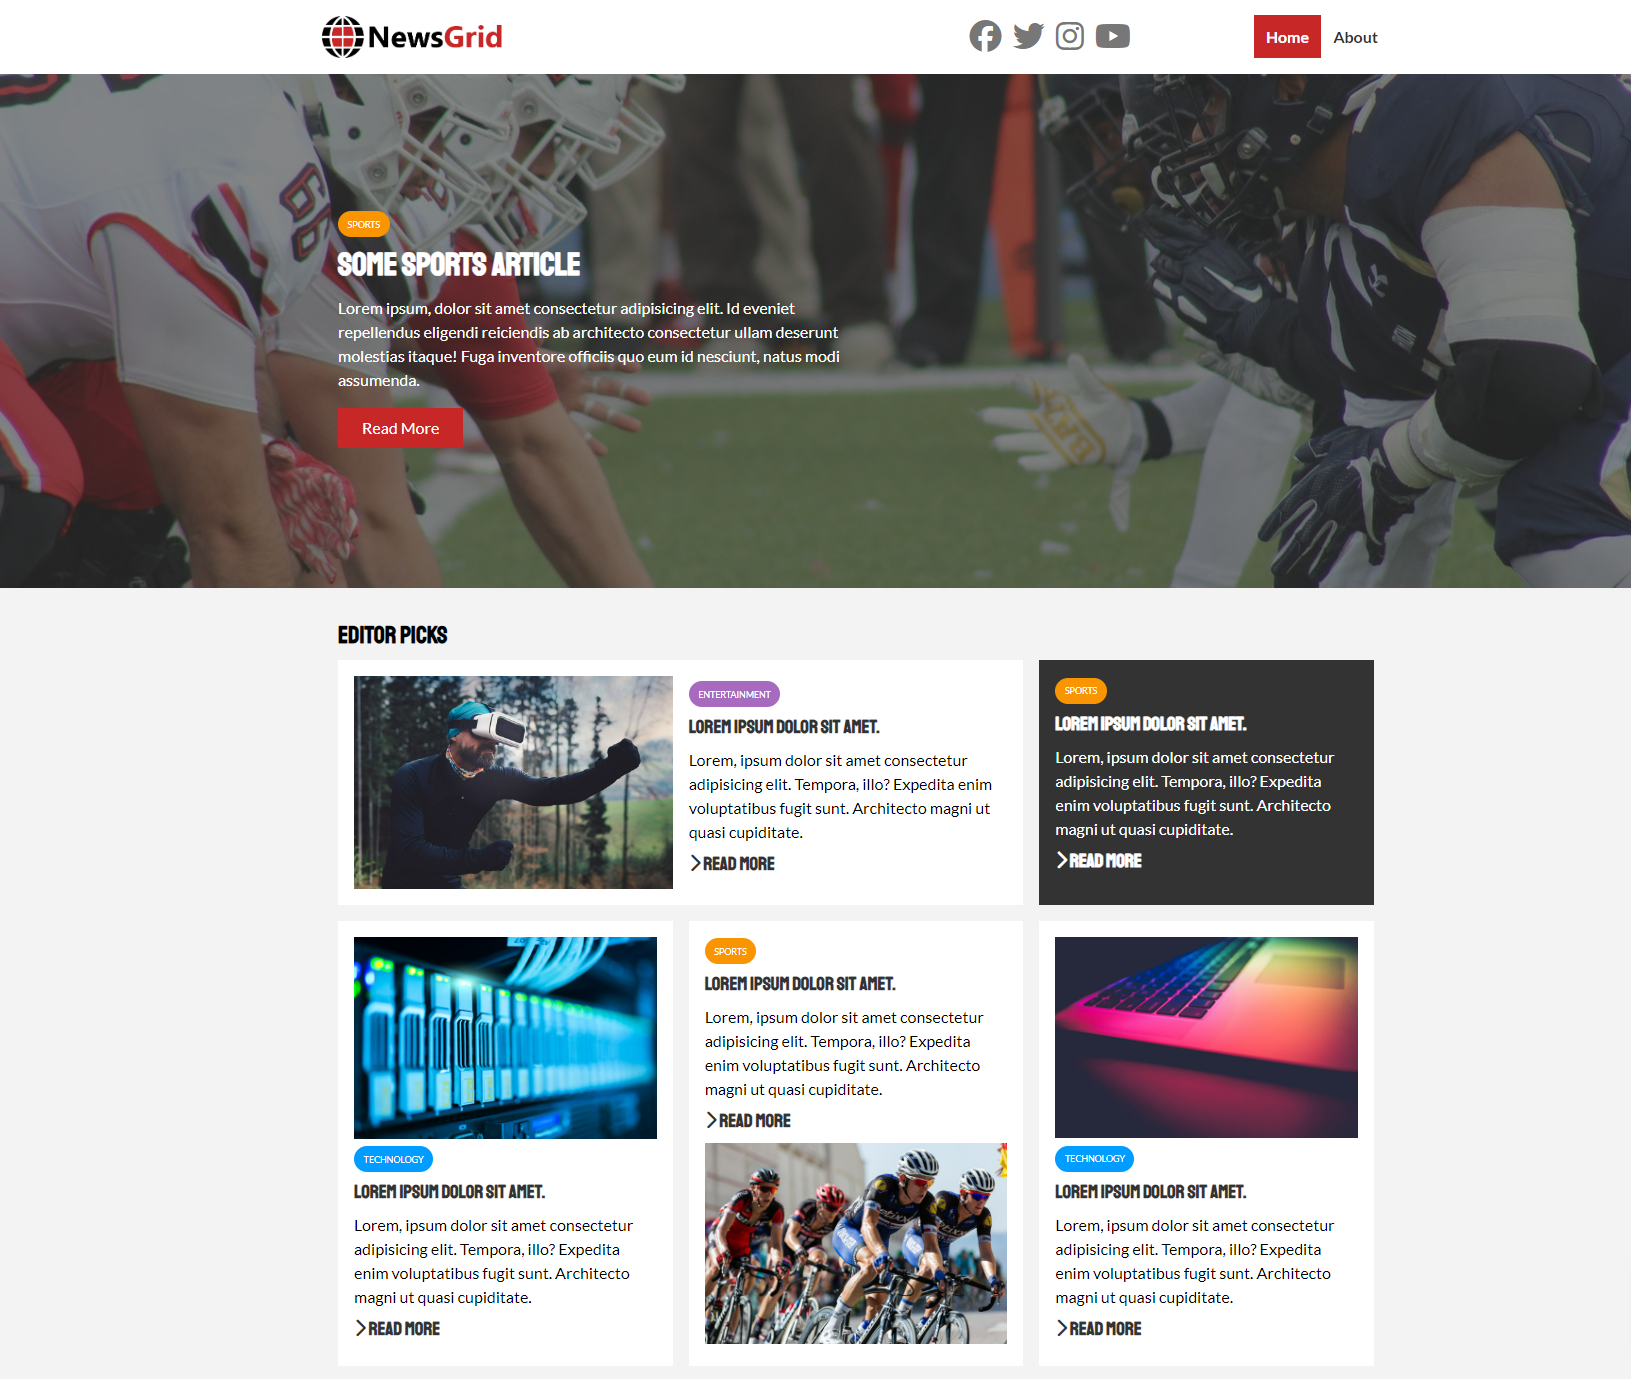 NewsGrid
Home About
SPORTS
SOME SPORTS ARTICLE
Lorem ipsum, dolor sit amet consectetur adipisicing elit. Id eveniet
repellendus eligendi reiciendis ab architecto consectetur ullam deserunt
molestias itaque! Fuga inventore officiis quo eum id nesciunt, natus modi
assumenda.
Read More
EDITOR PICKS
ENTERTAINMENT
LOREM IPSUM DOLOR SIT AMET.
Lorem, ipsum dolor sit amet consectetur
adipisicing elit. Tempora, illo? Expedita enim
voluptatibus fugit sunt. Architecto magni ut
quasi cupiditate.
READ MORE
SPORTS
LOREM IPSUM DOLOR SIT AMET.
Lorem, ipsum dolor sit amet consectetur
adipisicing elit. Tempora, illo? Expedita
enim voluptatibus fugit sunt. Architecto
magni ut quasi cupiditate.
READ MORE
TECHNOLOGY
LOREM IPSUM DOLOR SIT AMET.
Lorem, ipsum dolor sit amet consectetur
adipisicing elit. Tempora, illo? Expedita
enim voluptatibus fugit sunt. Architecto
magni ut quasi cupiditate.
READ MORE
SPORTS
LOREM IPSUM DOLOR SIT AMET.
Lorem, ipsum dolor sit amet consectetur
adipisicing elit. Tempora, illo? Expedita
enim voluptatibus fugit sunt. Architecto
magni ut quasi cupiditate.
READ MORE
TECHNOLOGY
LOREM IPSUM DOLOR SIT AMET.
Lorem, ipsum dolor sit amet consectetur
adipisicing elit. Tempora, illo? Expedita
enim voluptatibus fugit sunt. Architecto
magni ut quasi cupiditate.
READ MORE